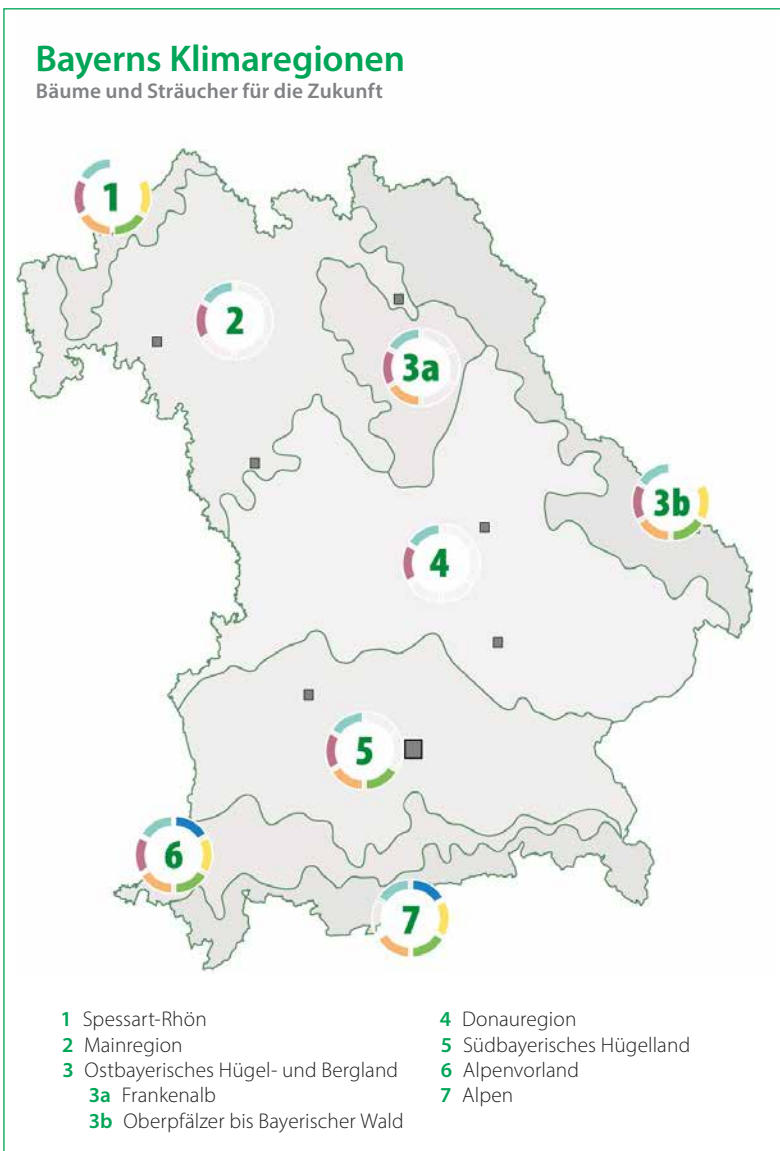 Bayerns Klimaregionen
Bäume und Sträucher für die Zukunft
1
2
3a
3b
4
5
6
7
1 Spessart-Rhön
2 Mainregion
3 Ostbayerisches Hügel- und Bergland
3a Frankenalb
3b Oberpfälzer bis Bayerischer Wald
4 Donauregion
5 Südbayerisches Hügelland
6 Alpenvorland
7 Alpen